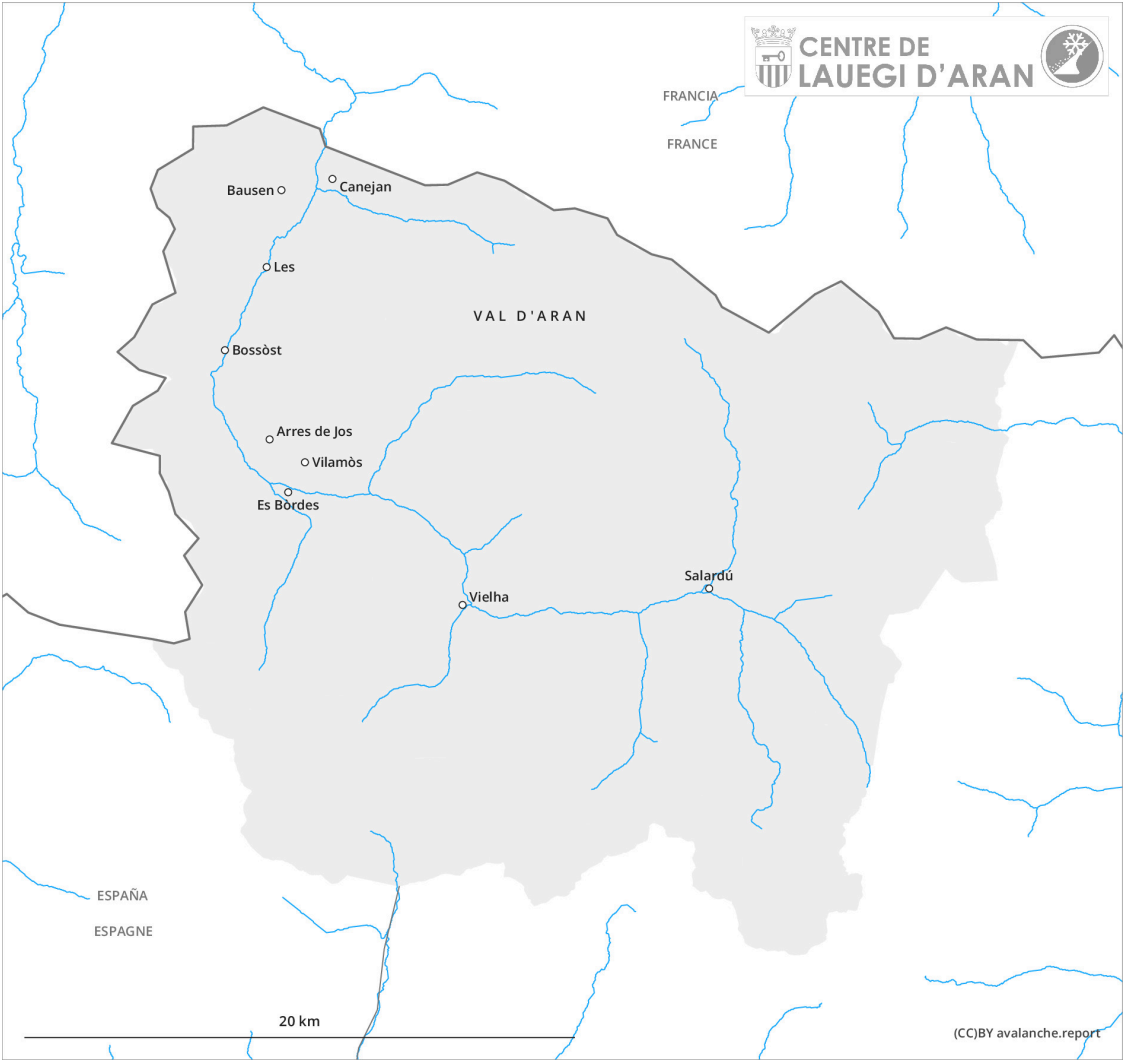 CENTRE DE
LAUEGI D'ARAN
FRANCIA
FRANCE
Bausen
Canejan
Les
VAL D'ARAN
Bossòst
Arres de Jos
Vilamòs
Es Bòrdes
Salardú
Vielha
ESPAÑA
ESPAGNE
20 km
(CC)BY avalanche.report